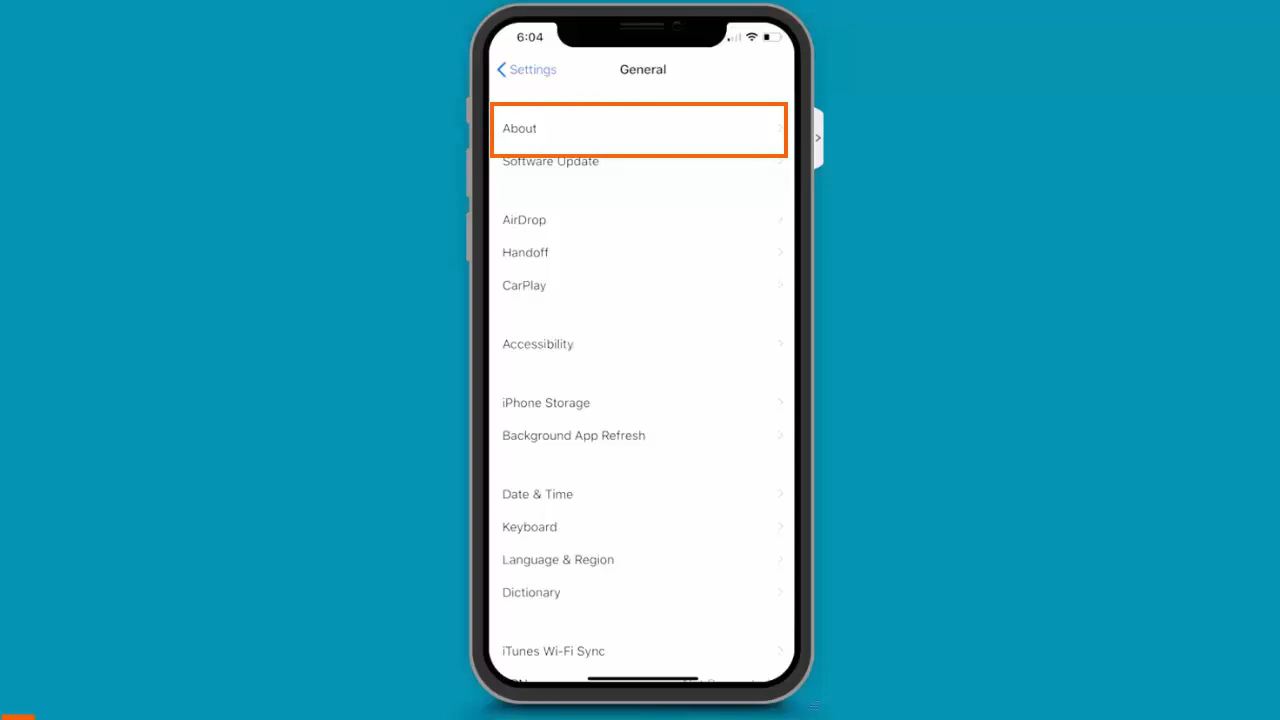 6:04
Settings
General
About
Software Update
AirDrop
Handoff
CarPlay
Accessibility
iPhone Storage
Background App Refresh
Date & Time
Keyboard
Language & Region
Dictionary
iTunes Wi-Fi Sync